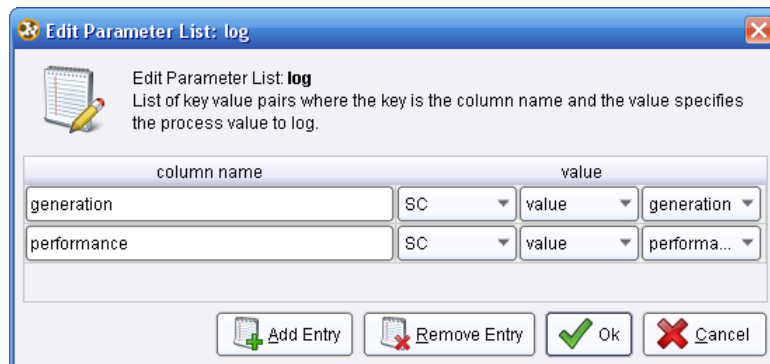 Edit Parameter List: log
Edit Parameter List: log
List of key value pairs where the key is the column name and the value specifies
the process value to log.
column name value
generation SC value generation
performance SC value performa...
Add Entry Remove Entry Ok Cancel